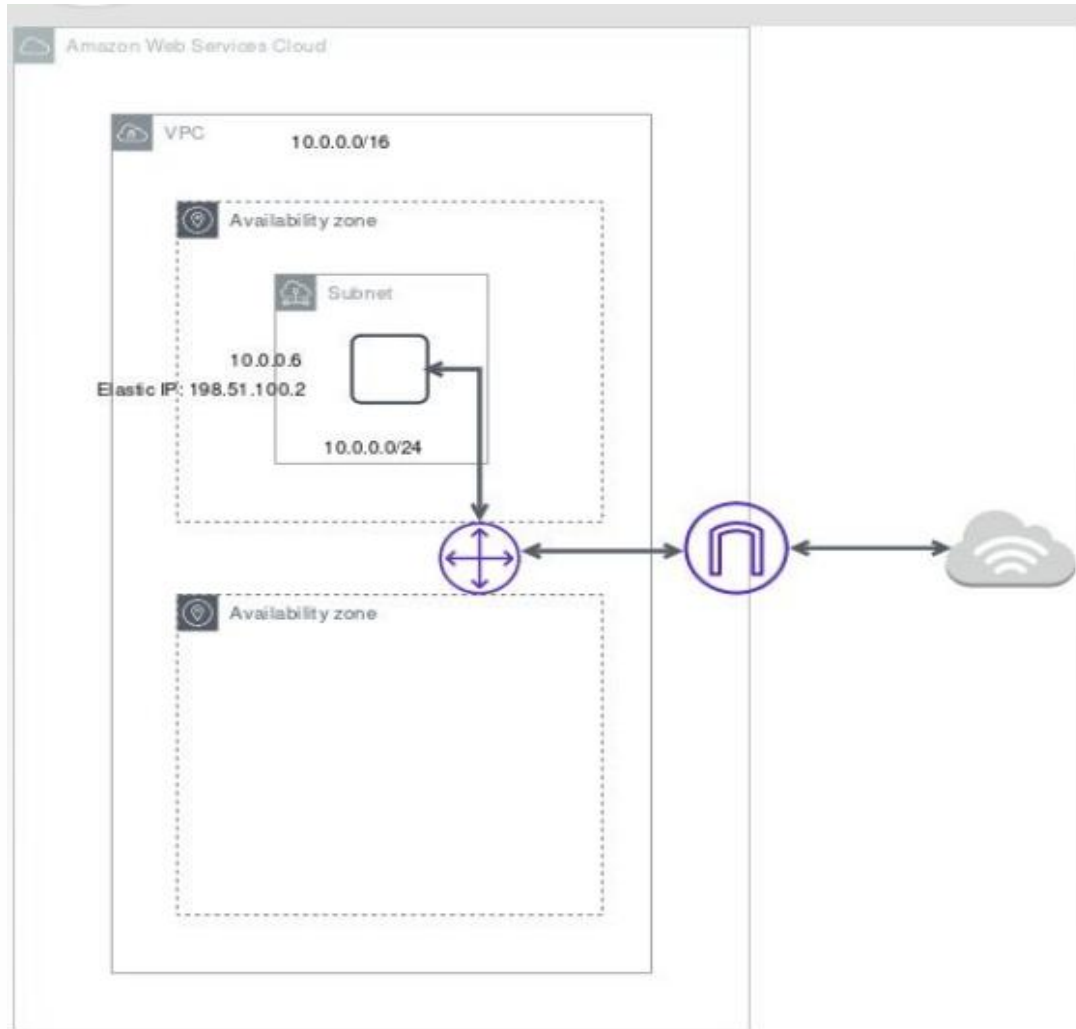 Amazon Web Services Cloud
VPC
10.0.0.0/16
Availability zone
Subnet
10.0.0.6
Elastic IP: 198.51.100.2
10.0.0.0/24
Availability zone